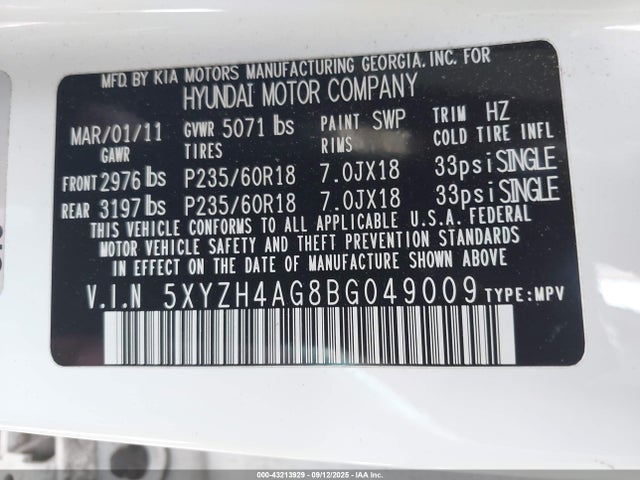 MFD. BY KIA MOTORS MANUFACTURING GEORGIA, INC. FOR
HYUNDAI MOTOR COMPANY
MAR/01/11 GVWR 5071 lbs PAINT SWP TRIM HZ
GAWR TIRES RIMS COLD TIRE INFL
FRONT 2976 lbs P235/60R18 7.0JX18 33psi SINGLE
REAR 3197 lbs P235/60R18 7.0JX18 33psi SINGLE
THIS VEHICLE CONFORMS TO ALL APPLICABLE U.S.A. FEDERAL
MOTOR VEHICLE SAFETY AND THEFT PREVENTION STANDARDS
IN EFFECT ON THE DATE OF MANUFACTURE SHOWN ABOVE
V.I.N 5XYZH4AG8BG049009 TYPE:MPV
000-43213929 - 09/12/2025 - IAAI.COM